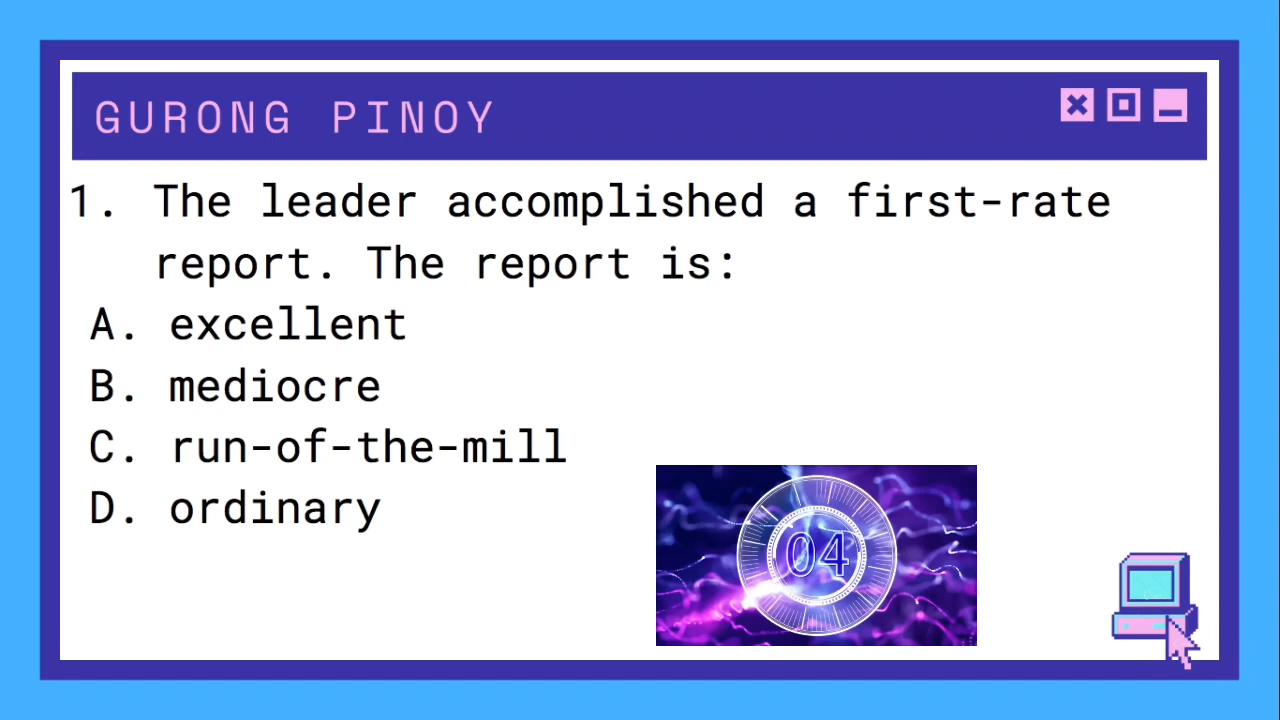 GURONG PINOY
1. The leader accomplished a first-rate
report. The report is:
A. excellent
B. mediocre
C. run-of-the-mill
D. ordinary
04